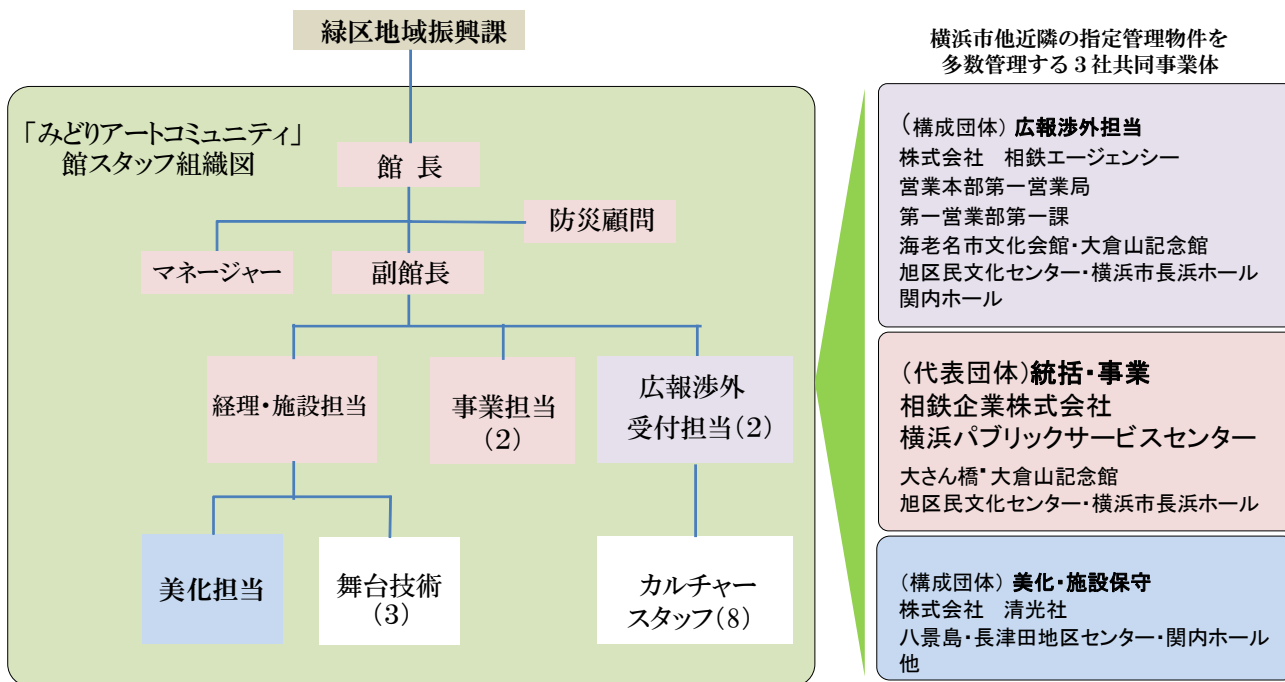 緑区地域振興課
「みどりアートコミュニティ」
館スタッフ組織図
館 長
防災顧問
マネージャー
副館長
経理・施設担当
事業担当
(2)
広報渉外
受付担当(2)
美化担当
舞台技術
(3)
カルチャー
スタッフ(8)
横浜市他近隣の指定管理物件を
多数管理する3社共同事業体
(構成団体) 広報渉外担当
株式会社 相鉄エージェンシー
営業本部第一営業局
第一営業部第一課
海老名市文化会館・大倉山記念館
旭区民文化センター・横浜市長浜ホール
関内ホール
(代表団体)統括・事業
相鉄企業株式会社
横浜パブリックサービスセンター
大さん橋・大倉山記念館
旭区民文化センター・横浜市長浜ホール
(構成団体) 美化・施設保守
株式会社 清光社
八景島・長津田地区センター・関内ホール
他